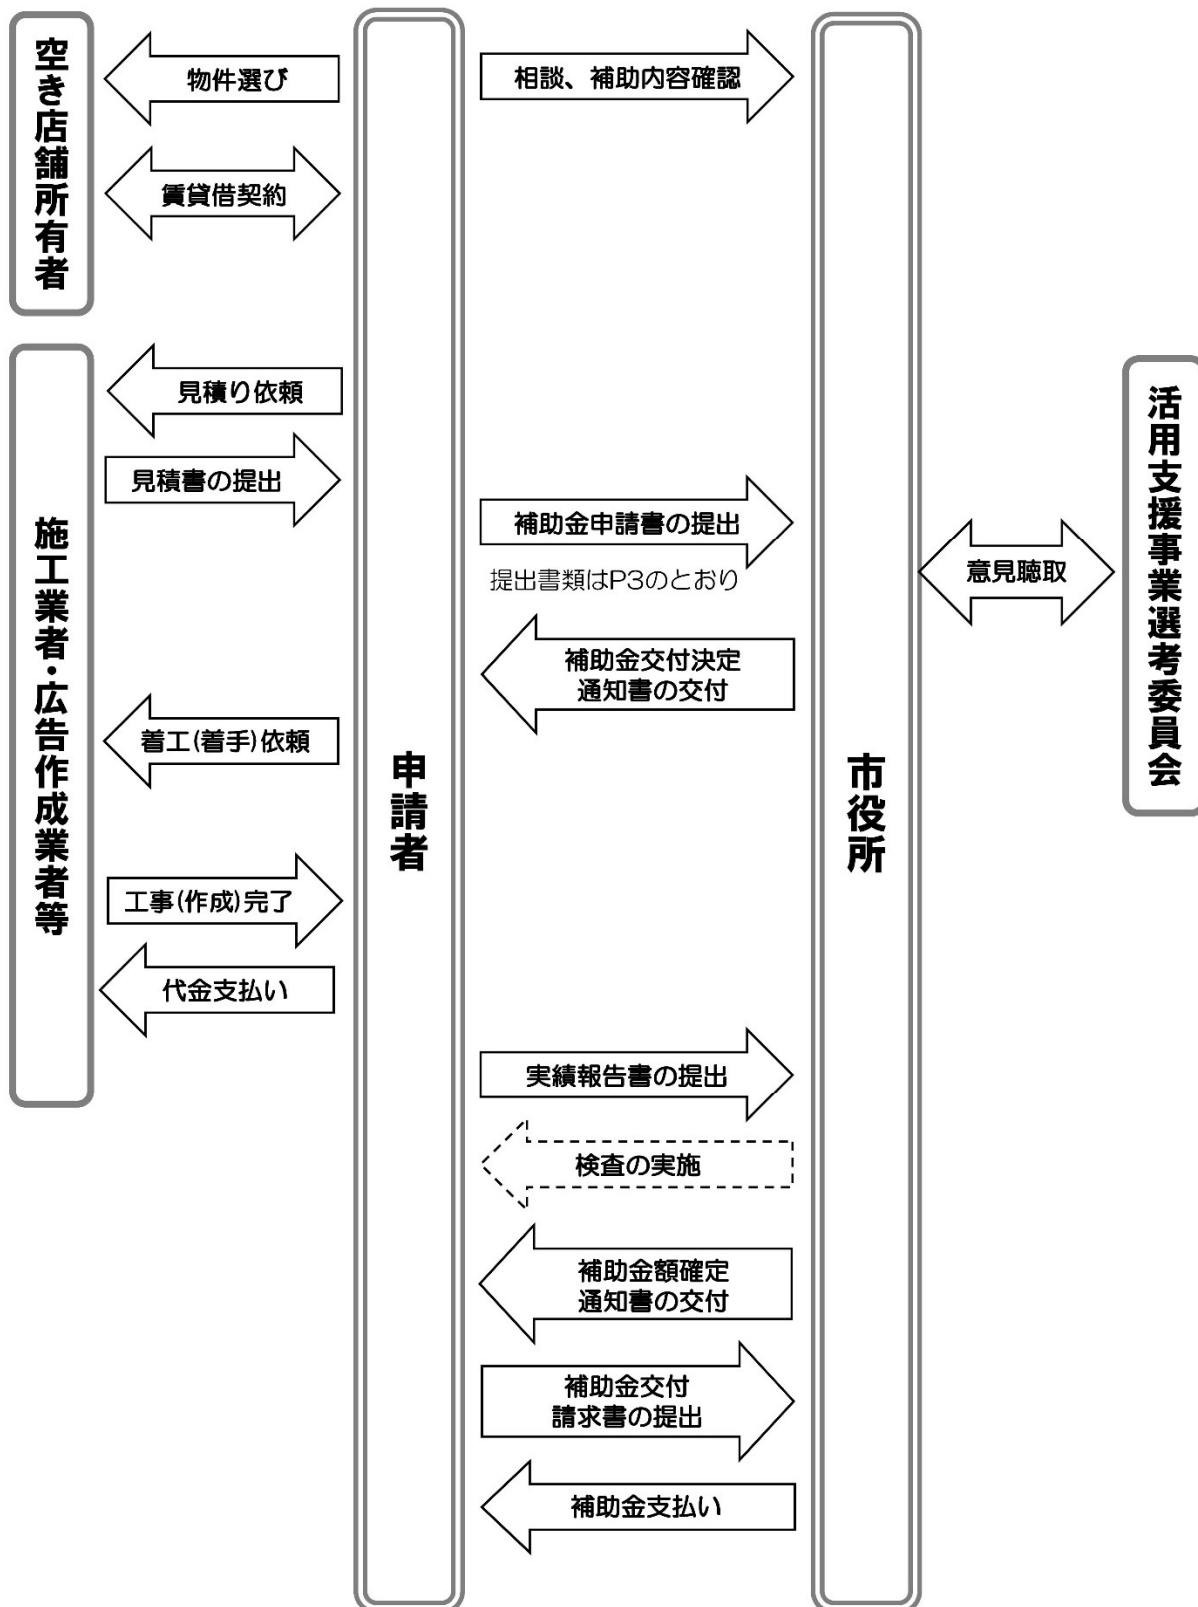 空き店舗所有者
物件選び
相談、補助内容確認
賃貸借契約
施工業者・広告作成業者等
見積り依頼
見積書の提出
申請者
補助金申請書の提出
提出書類はP3のとおり
市役所
意見聴取
活用支援事業選考委員会
補助金交付決定
通知書の交付
着工(着手)依頼
工事(作成)完了
代金支払い
実績報告書の提出
検査の実施
補助金額確定
通知書の交付
補助金交付
請求書の提出
補助金支払い